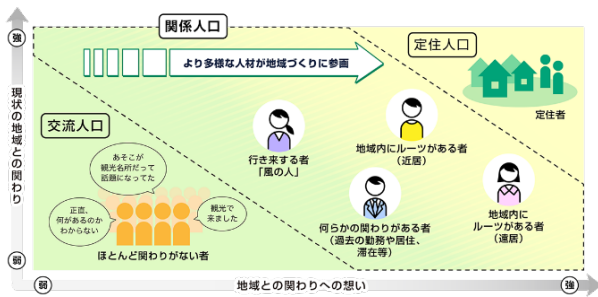 関係人口
定住人口
強
より多様な人材が地域づくりに参画
定住者
現状の地域との関わり
交流人口
あそこが
観光名所だって
話題になってた
行き来する者
「風の人」
地域内にルーツがある者
（近居）
正直、
何があるのか
わからない
観光で
来ました
何らかの関わりがある者
（過去の勤務や居住、
滞在等）
地域内に
ルーツがある者
（遠居）
ほとんど関わりがない者
弱
弱
地域との関わりへの想い
強